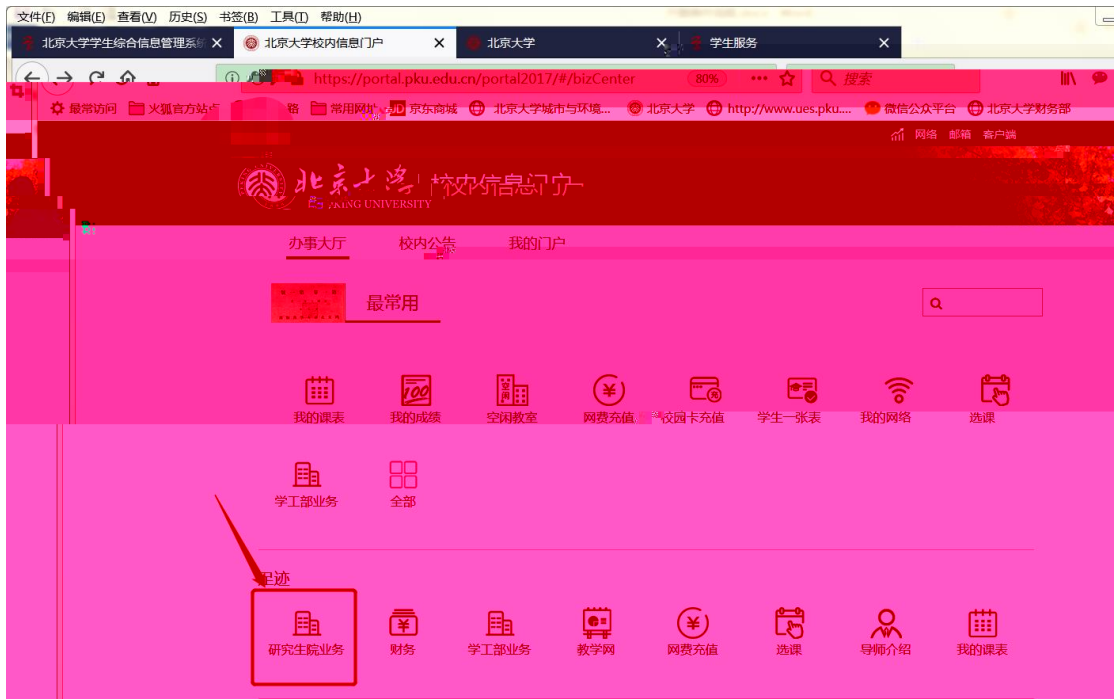 文件(F) 编辑(E) 查看(V) 历史(S) 书签(B) 工具(T) 帮助(H)
北京大学学生综合信息管理系统 北京大学校内信息门户 北京大学 学生服务
https://portal.pku.edu.cn/portal2017/#/bizCenter 80% 搜索
最常访问 火狐官方站点 常用网址 JD 京东商城 北京大学城市与环境... 北京大学 http://www.ues.pku.... 微信公众平台 北京大学财务部
网络 邮箱 客户端
北京大学 校内信息门户
PEKING UNIVERSITY
办事大厅 校内公告 我的门户
最常用
我的课表 我的成绩 空闲教室 网费充值 校园卡充值 学生一张表 我的网络 选课
学工部业务 全部
足迹
研究生院业务 财务 学工部业务 教学网 网费充值 选课 导师介绍 我的课表